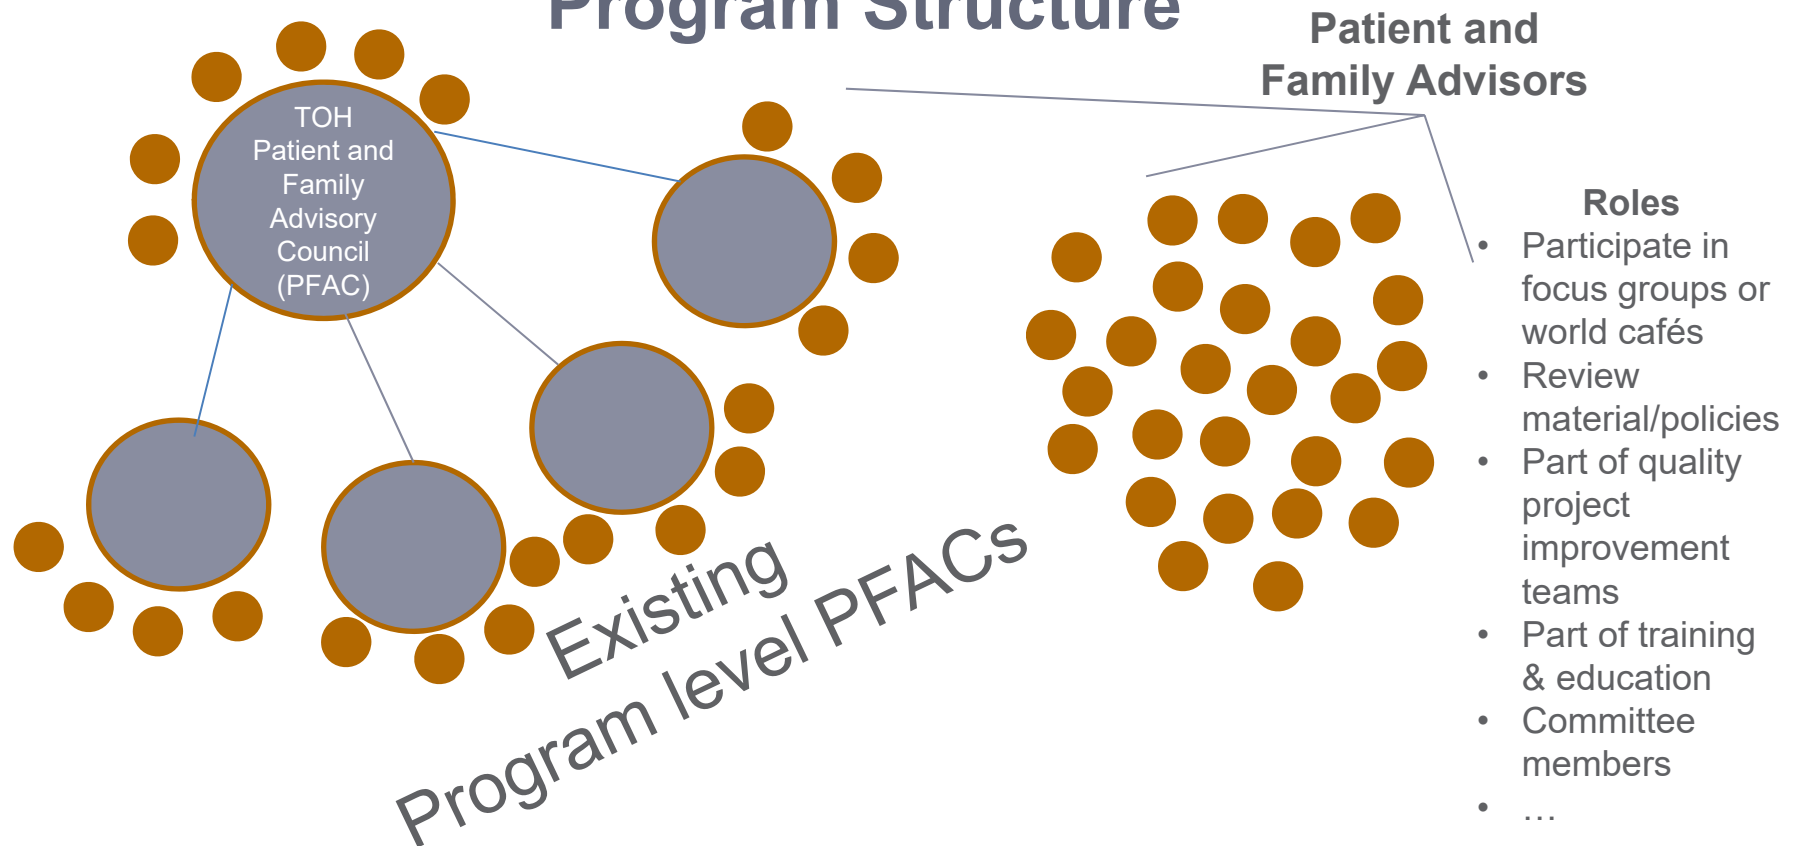 Program Structure
Patient and
Family Advisors
TOH
Patient and
Family
Advisory
Council
(PFAC)
Roles
• Participate in
focus groups or
world cafés
• Review
material/policies
• Part of quality
project
improvement
teams
• Part of training
& education
• Committee
members
• …
Existing
Program level PFACs